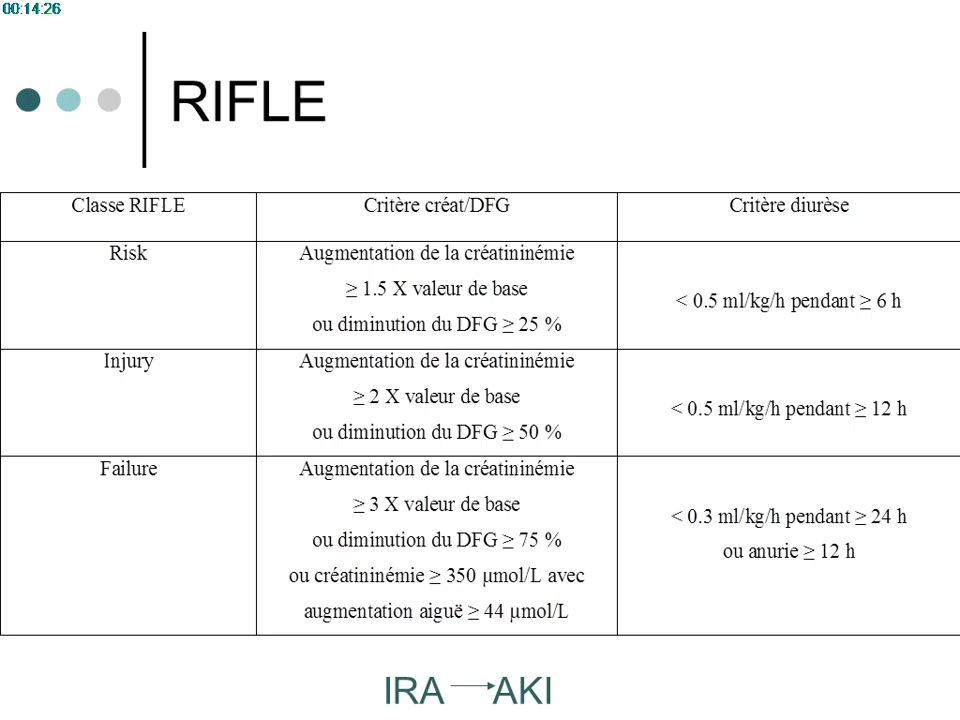 00:14:26
RIFLE
Classe RIFLE
Critère créat/DFG
Critère diurèse
Risk
Augmentation de la créatininémie
≥ 1.5 X valeur de base
ou diminution du DFG ≥ 25 %
< 0.5 ml/kg/h pendant ≥ 6 h
Injury
Augmentation de la créatininémie
≥ 2 X valeur de base
ou diminution du DFG ≥ 50 %
< 0.5 ml/kg/h pendant ≥ 12 h
Failure
Augmentation de la créatininémie
≥ 3 X valeur de base
ou diminution du DFG ≥ 75 %
ou créatininémie ≥ 350 µmol/L avec
augmentation aiguë ≥ 44 µmol/L
< 0.3 ml/kg/h pendant ≥ 24 h
ou anurie ≥ 12 h
IRA → AKI